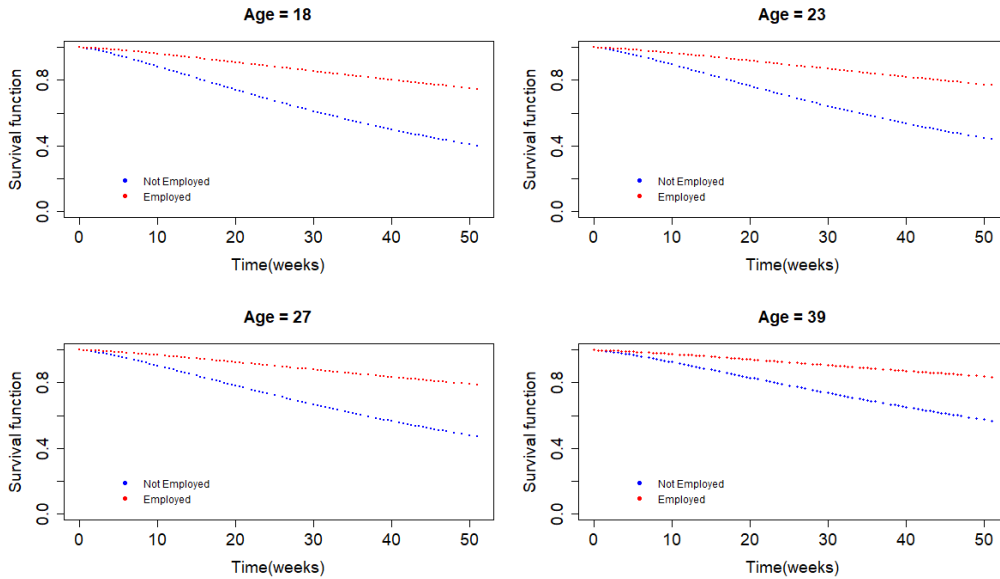 Age = 18
Survival function
0.0 0.4 0.8
Not Employed
Employed
0 10 20 30 40 50
Time(weeks)
Age = 23
Survival function
0.0 0.4 0.8
Not Employed
Employed
0 10 20 30 40 50
Time(weeks)
Age = 27
Survival function
0.0 0.4 0.8
Not Employed
Employed
0 10 20 30 40 50
Time(weeks)
Age = 39
Survival function
0.0 0.4 0.8
Not Employed
Employed
0 10 20 30 40 50
Time(weeks)